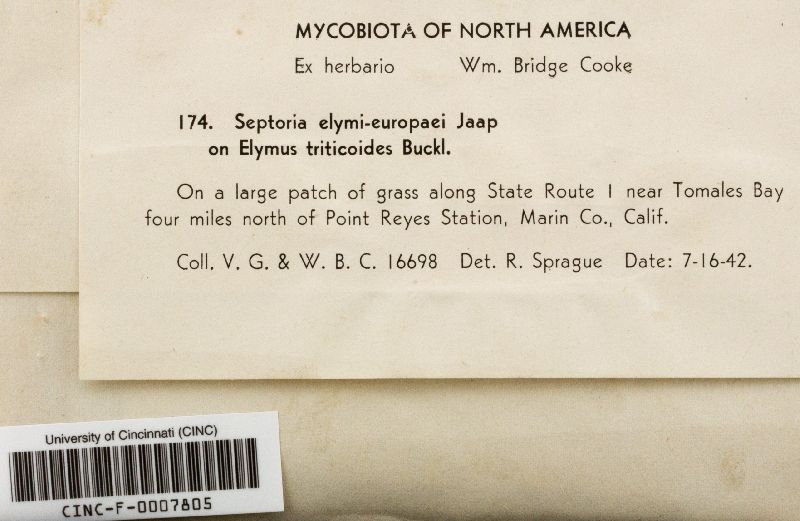 MYCOBIOTA OF NORTH AMERICA
Ex herbario Wm. Bridge Cooke
174. Septoria elymi-europaei Jaap
on Elymus triticoides Buckl.
On a large patch of grass along State Route 1 near Tomales Bay
four miles north of Point Reyes Station, Marin Co., Calif.
Coll. V. G. & W. B. C. 16698 Det. R. Sprague Date: 7-16-42.
University of Cincinnati (CINC)
CINC-F-0007805